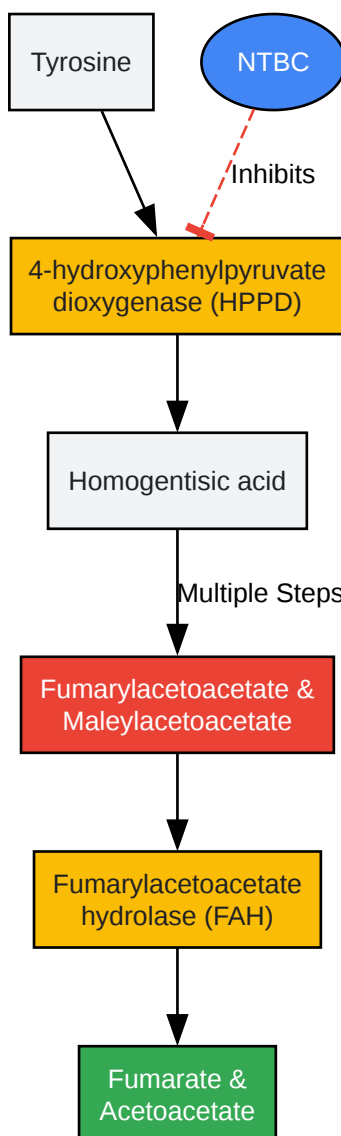 Tyrosine
NTBC
Inhibits
4-hydroxyphenylpyruvate
dioxygenase (HPPD)
Homogentisic acid
Multiple Steps
Fumarylacetoacetate &
Maleylacetoacetate
Fumarylacetoacetate
hydrolase (FAH)
Fumarate &
Acetoacetate